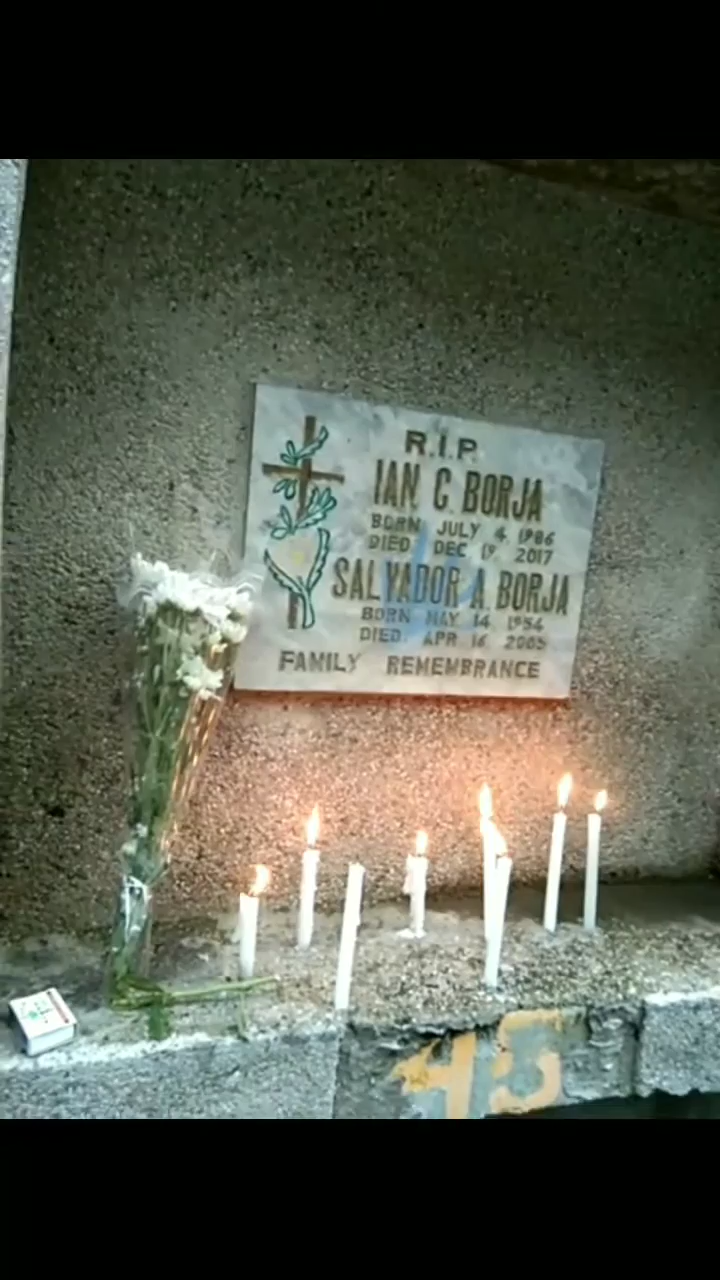 R.I.P.
IAN C. BORJA
BORN JULY 4, 1986
DIED DEC 19, 2017
SALVADOR A. BORJA
BORN MAY 14 1954
DIED APR 16 2005
FAMILY REMEMBRANCE
45